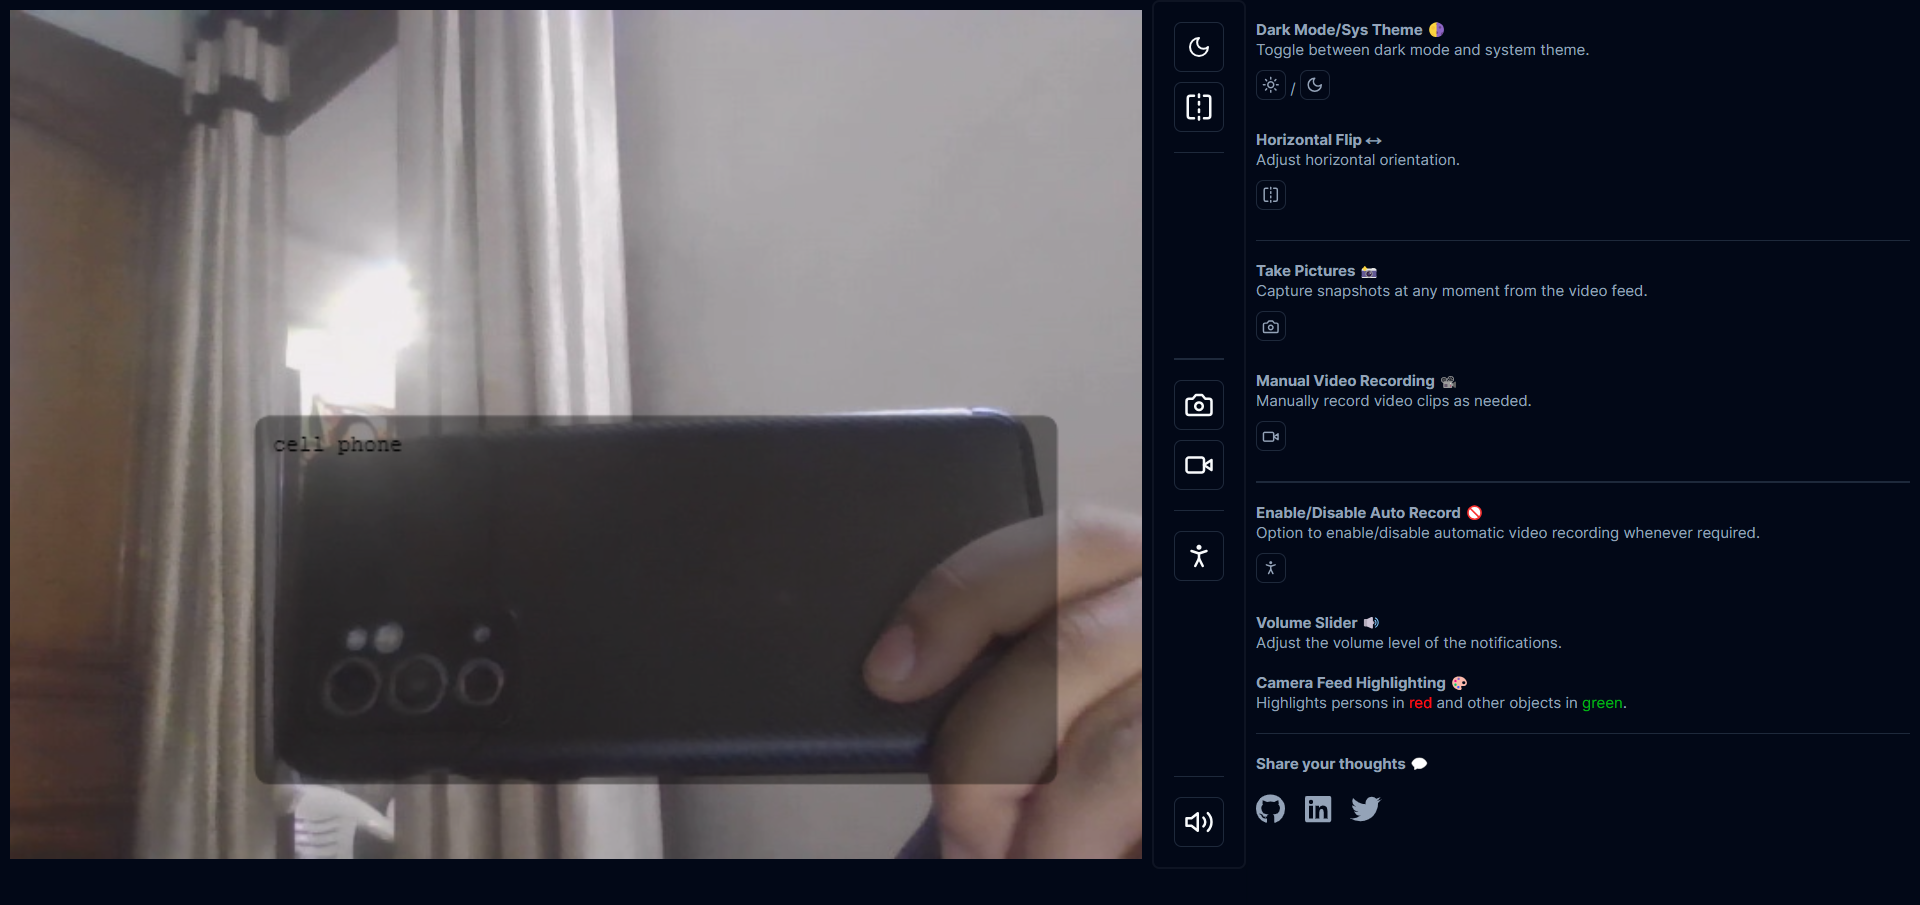 cell phone
Dark Mode/Sys Theme 🌓
Toggle between dark mode and system theme.
/
Horizontal Flip ↔️
Adjust horizontal orientation.
Take Pictures 📸
Capture snapshots at any moment from the video feed.
Manual Video Recording 📽️
Manually record video clips as needed.
Enable/Disable Auto Record 🚫
Option to enable/disable automatic video recording whenever required.
Volume Slider 🔊
Adjust the volume level of the notifications.
Camera Feed Highlighting 🎨
Highlights persons in red and other objects in green.
Share your thoughts 💬
in